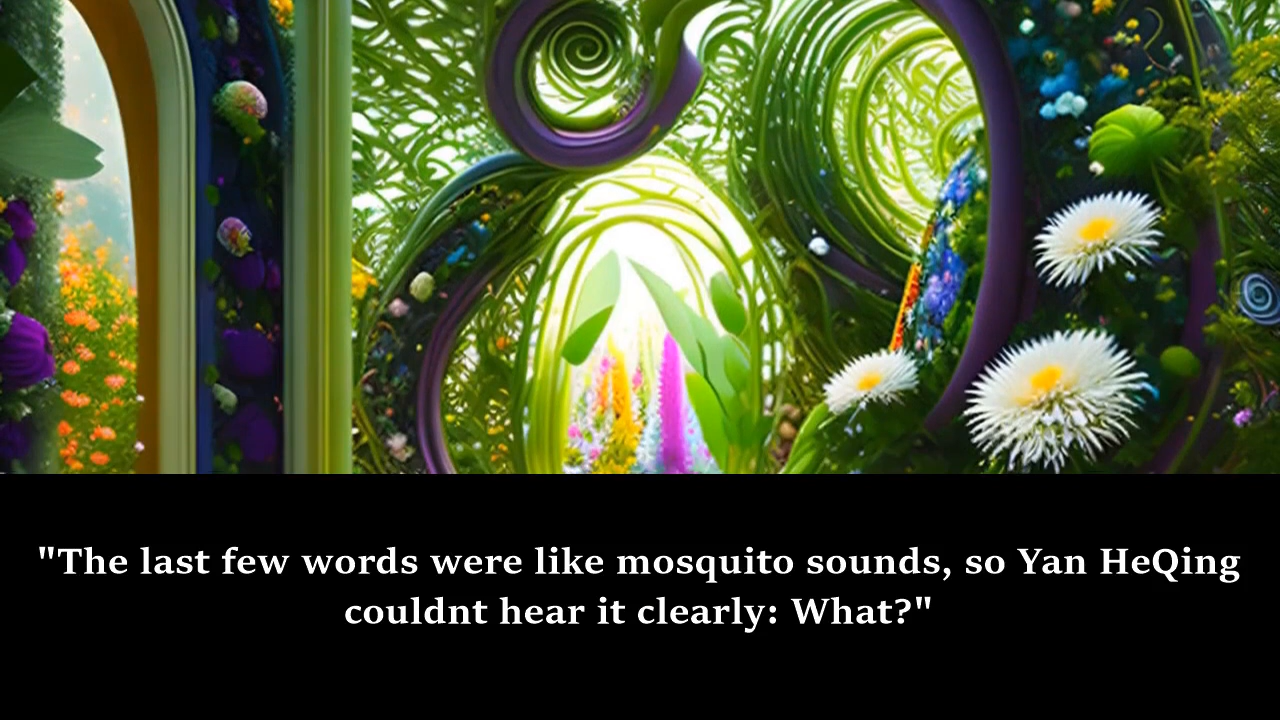 "The last few words were like mosquito sounds, so Yan HeQing
couldnt hear it clearly: What?"